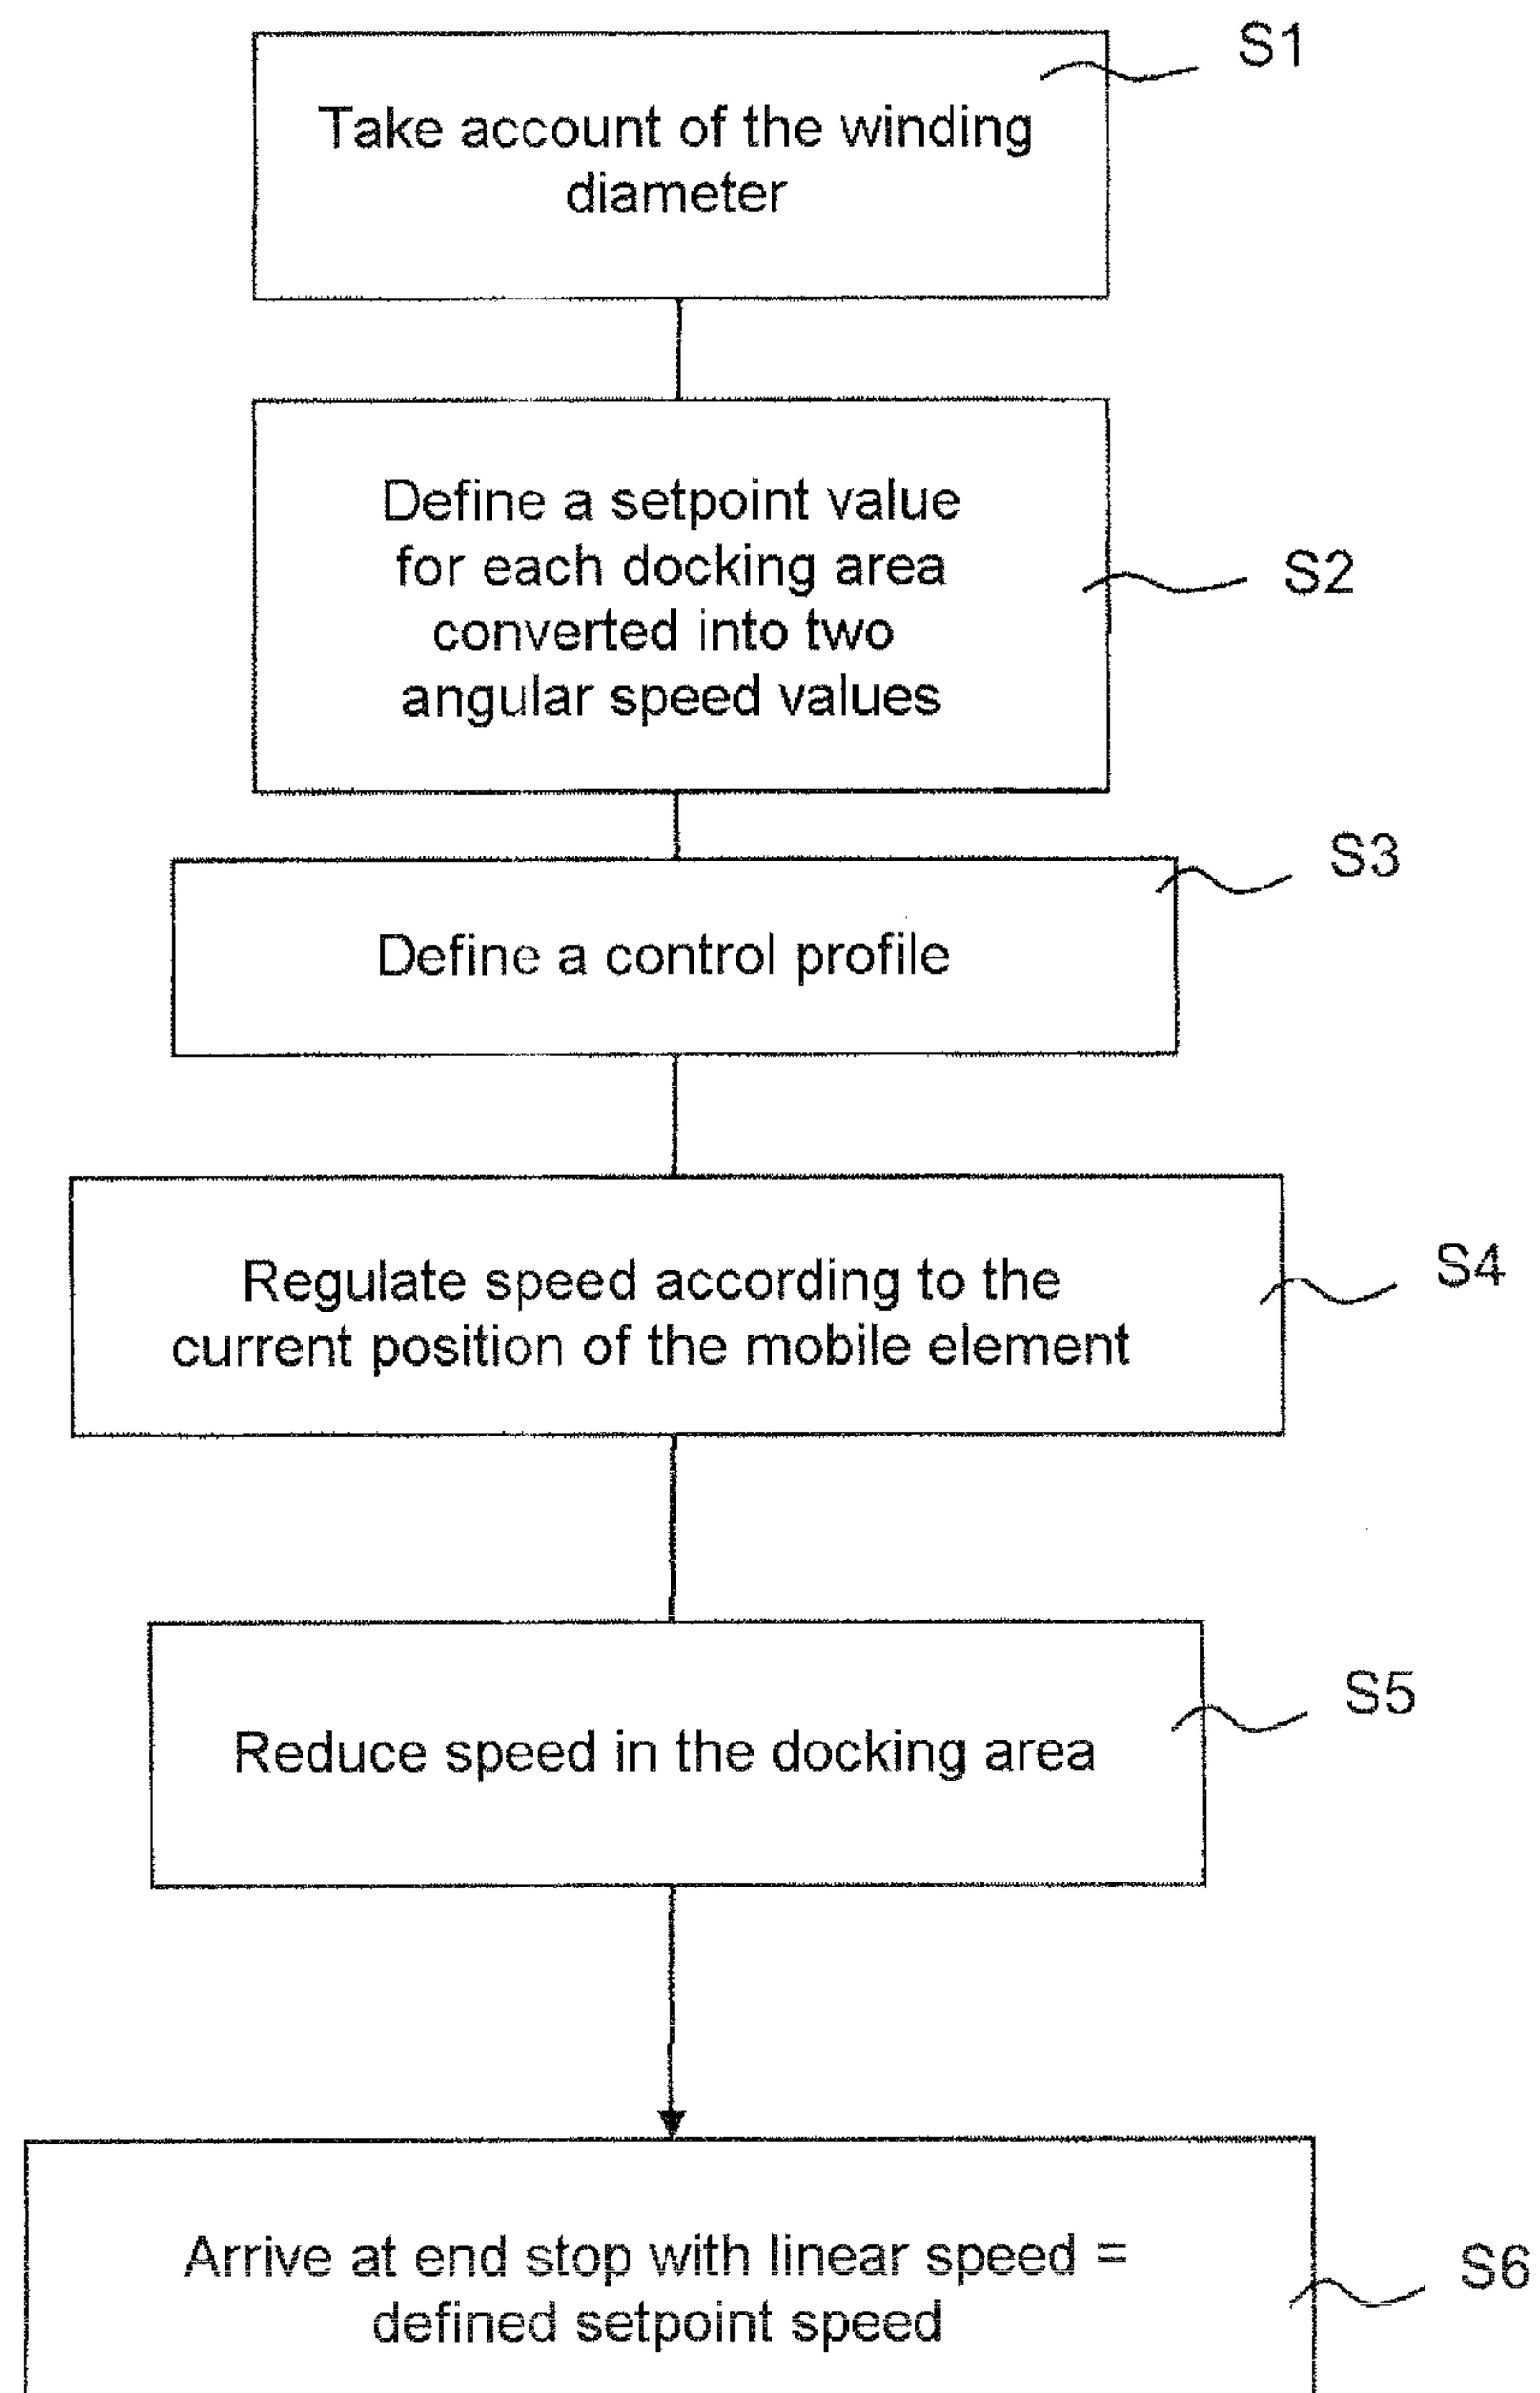 S1
Take account of the winding
diameter
Define a setpoint value
for each docking area
converted into two
angular speed values
S2
S3
Define a control profile
Regulate speed according to the
current position of the mobile element
S4
S5
Reduce speed in the docking area
Arrive at end stop with linear speed =
defined setpoint speed
S6